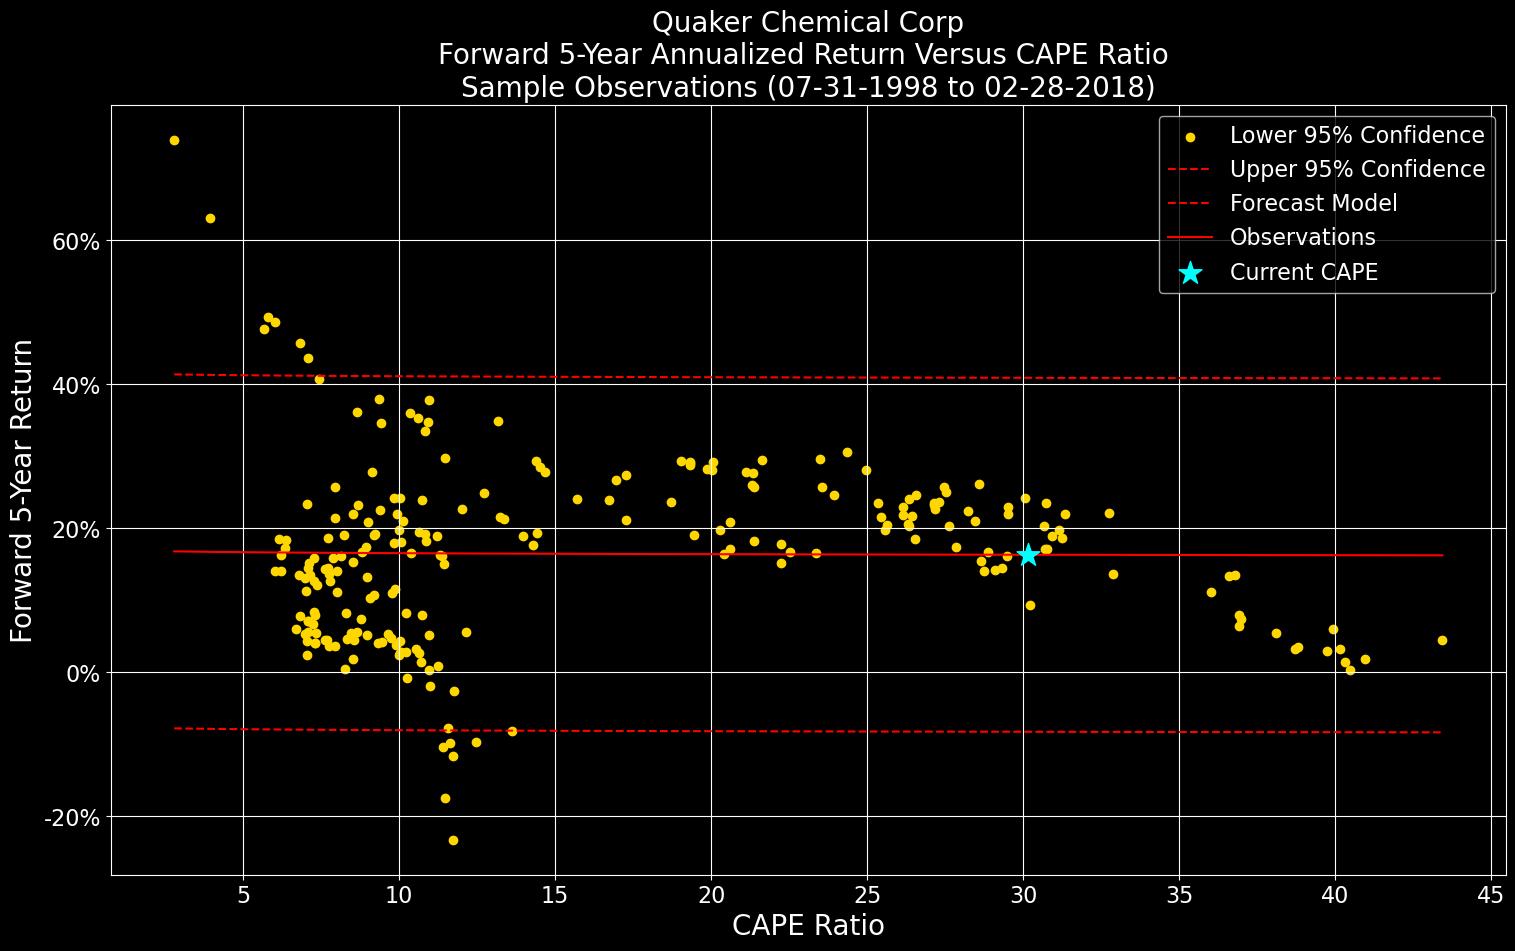 Quaker Chemical Corp
Forward 5-Year Annualized Return Versus CAPE Ratio
Sample Observations (07-31-1998 to 02-28-2018)
Lower 95% Confidence
Upper 95% Confidence
Forecast Model
Observations
Current CAPE
Forward 5-Year Return
60%
40%
20%
0%
-20%
5 10 15 20 25 30 35 40 45
CAPE Ratio